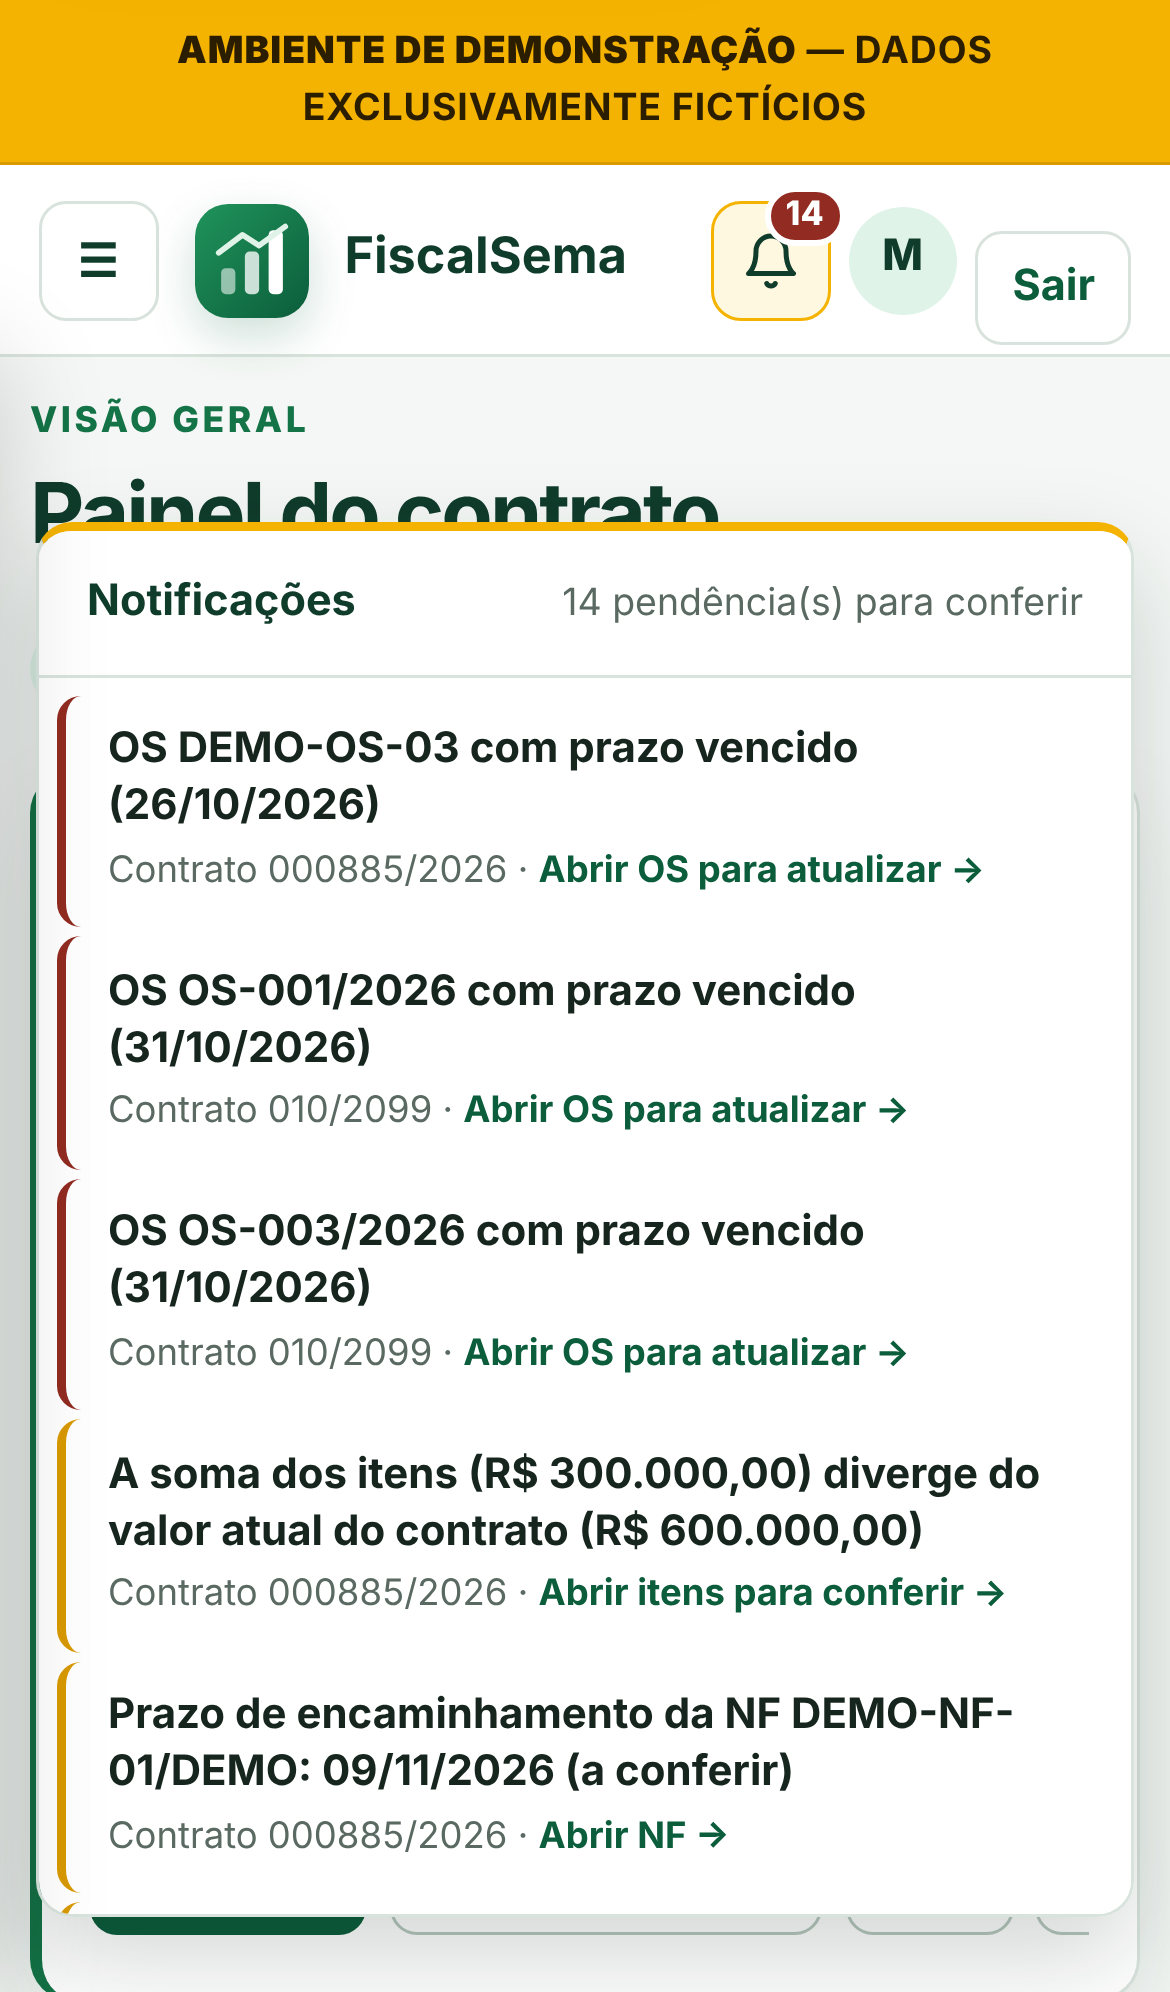 AMBIENTE DE DEMONSTRAÇÃO — DADOS
EXCLUSIVAMENTE FICTÍCIOS
FiscalSema
14
M
Sair
VISÃO GERAL
Painel do contrato
Notificações
14 pendência(s) para conferir
OS DEMO-OS-03 com prazo vencido
(26/10/2026)
Contrato 000885/2026 · Abrir OS para atualizar →
OS OS-001/2026 com prazo vencido
(31/10/2026)
Contrato 010/2099 · Abrir OS para atualizar →
OS OS-003/2026 com prazo vencido
(31/10/2026)
Contrato 010/2099 · Abrir OS para atualizar →
A soma dos itens (R$ 300.000,00) diverge do
valor atual do contrato (R$ 600.000,00)
Contrato 000885/2026 · Abrir itens para conferir →
Prazo de encaminhamento da NF DEMO-NF-
01/DEMO: 09/11/2026 (a conferir)
Contrato 000885/2026 · Abrir NF →